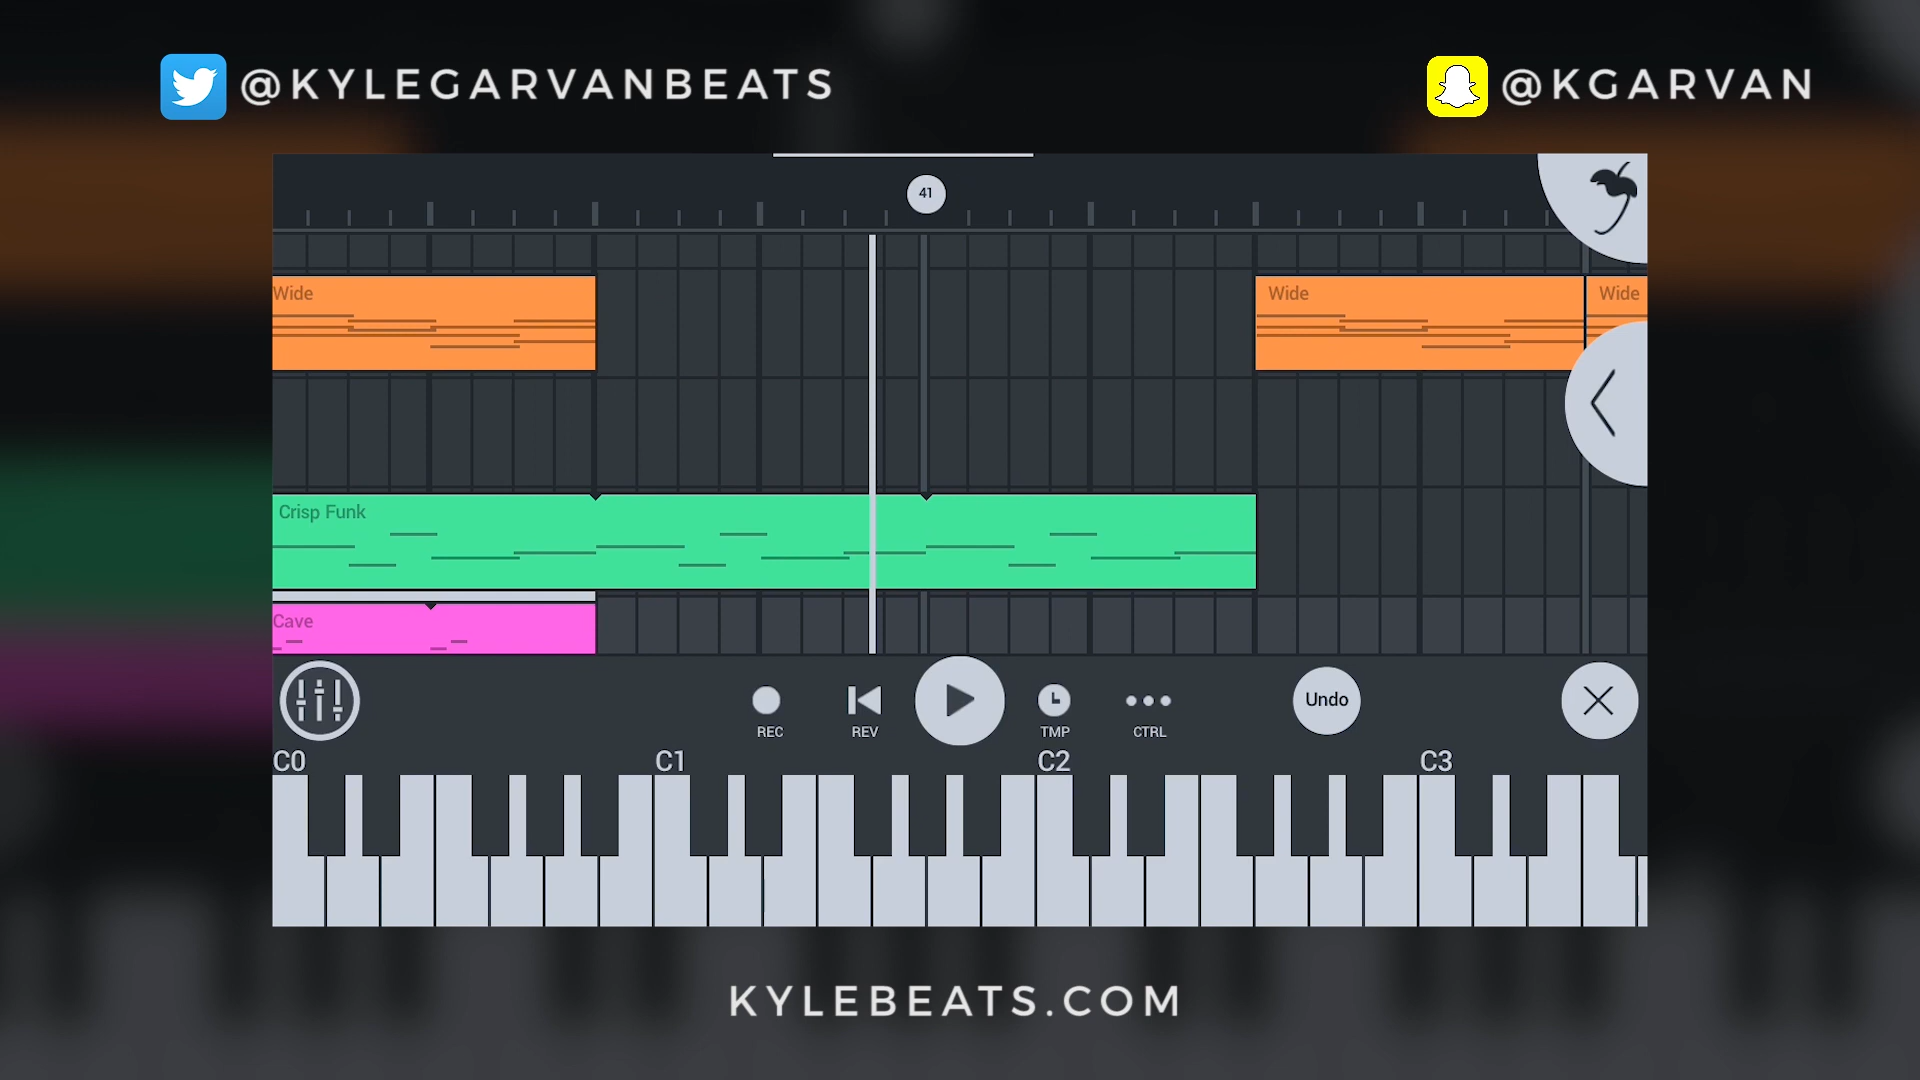 @KYLEGARVANBEATS
@KGARVAN
41
Wide
Wide
Wide
Crisp Funk
Cave
REC
REV
TMP
CTRL
Undo
C0
C1
C2
C3
KYLEBEATS.COM